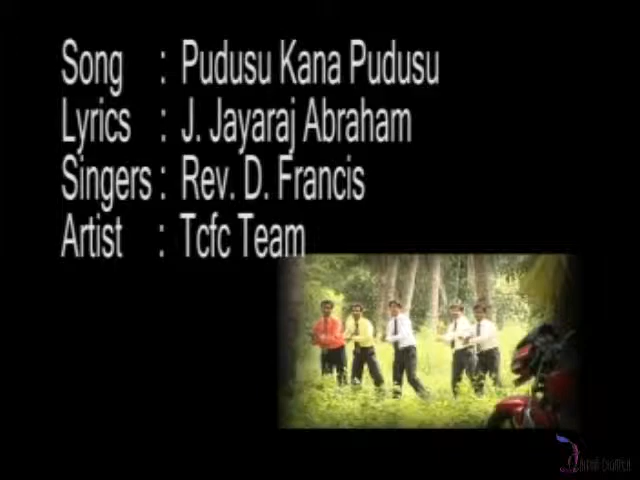 Song : Pudusu Kana Pudusu
Lyrics : J. Jayaraj Abraham
Singers : Rev. D. Francis
Artist : Tcfc Team